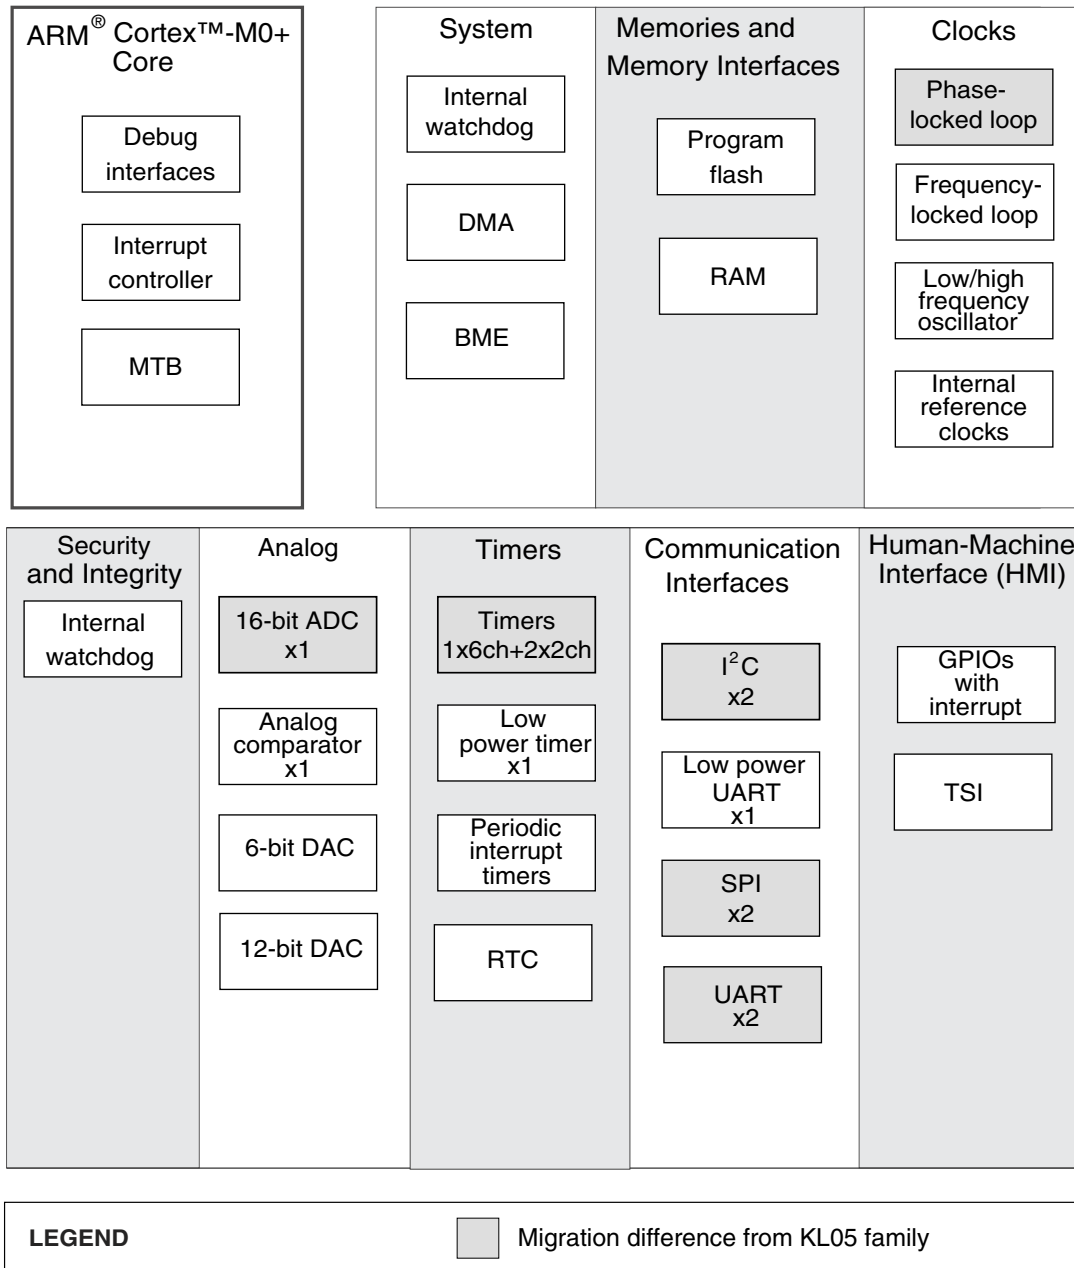 ARM® Cortex™-M0+
Core
Debug
interfaces
Interrupt
controller
MTB
System
Internal
watchdog
DMA
BME
Memories and
Memory Interfaces
Program
flash
RAM
Clocks
Phase-
locked loop
Frequency-
locked loop
Low/high
frequency
oscillator
Internal
reference
clocks
Security
and Integrity
Internal
watchdog
Analog
16-bit ADC
x1
Analog
comparator
x1
6-bit DAC
12-bit DAC
Timers
Timers
1x6ch+2x2ch
Low
power timer
x1
Periodic
interrupt
timers
RTC
Communication
Interfaces
I²C
x2
Low power
UART
x1
SPI
x2
UART
x2
Human-Machine
Interface (HMI)
GPIOs
with
interrupt
TSI
LEGEND
Migration difference from KL05 family